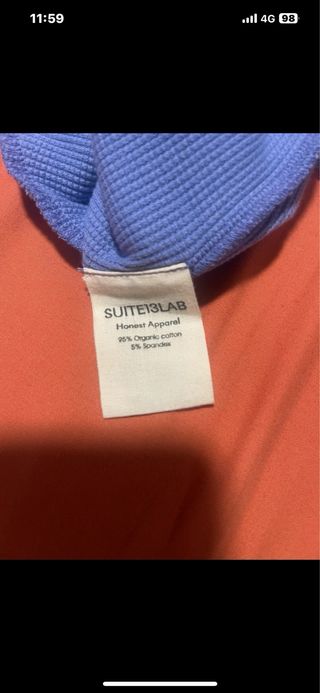 11:59
4G 98
SUITE13LAB
Honest Apparel
95% Organic cotton
5% Spandex